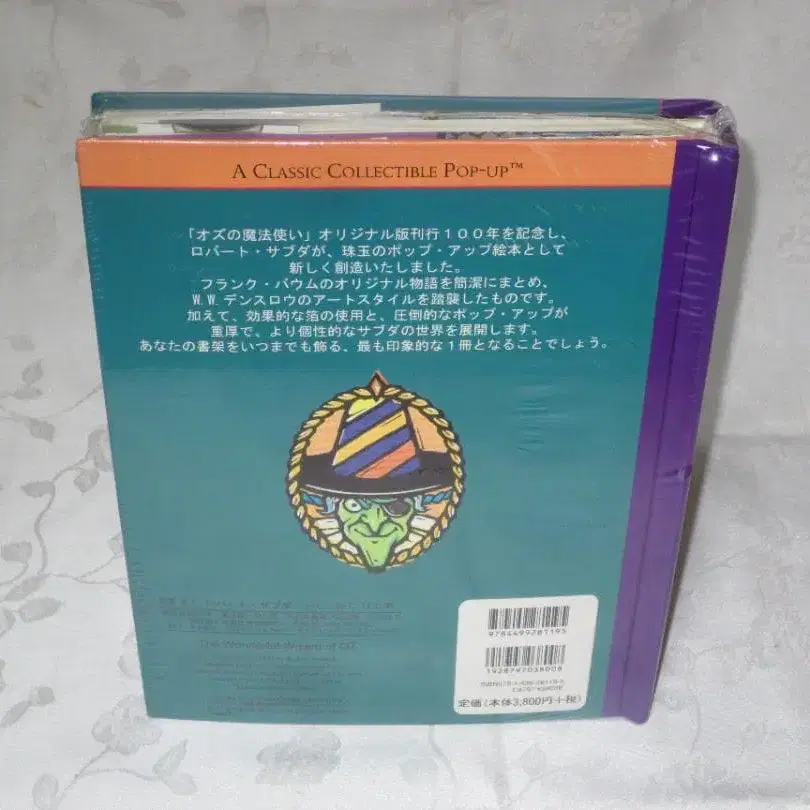 A CLASSIC COLLECTIBLE POP-UP™
「オズの魔法使い」オリジナル版刊行100年を記念し、
ロバート・サブダが、珠玉のポップ・アップ絵本として
新しく創造いたしました。
フランク・バウムのオリジナル物語を簡潔にまとめ、
W.W.デンスロウのアートスタイルを踏襲したものです。
加えて、効果的な箔の使用と、圧倒的なポップ・アップが
重厚で、より個性的なサブダの世界を展開します。
あなたの書架をいつまでも飾る、最も印象的な1冊となることでしょう。
The Wonderful Wizard of OZ
9784499281195
1928797038008
定価(本体3,800円+税)